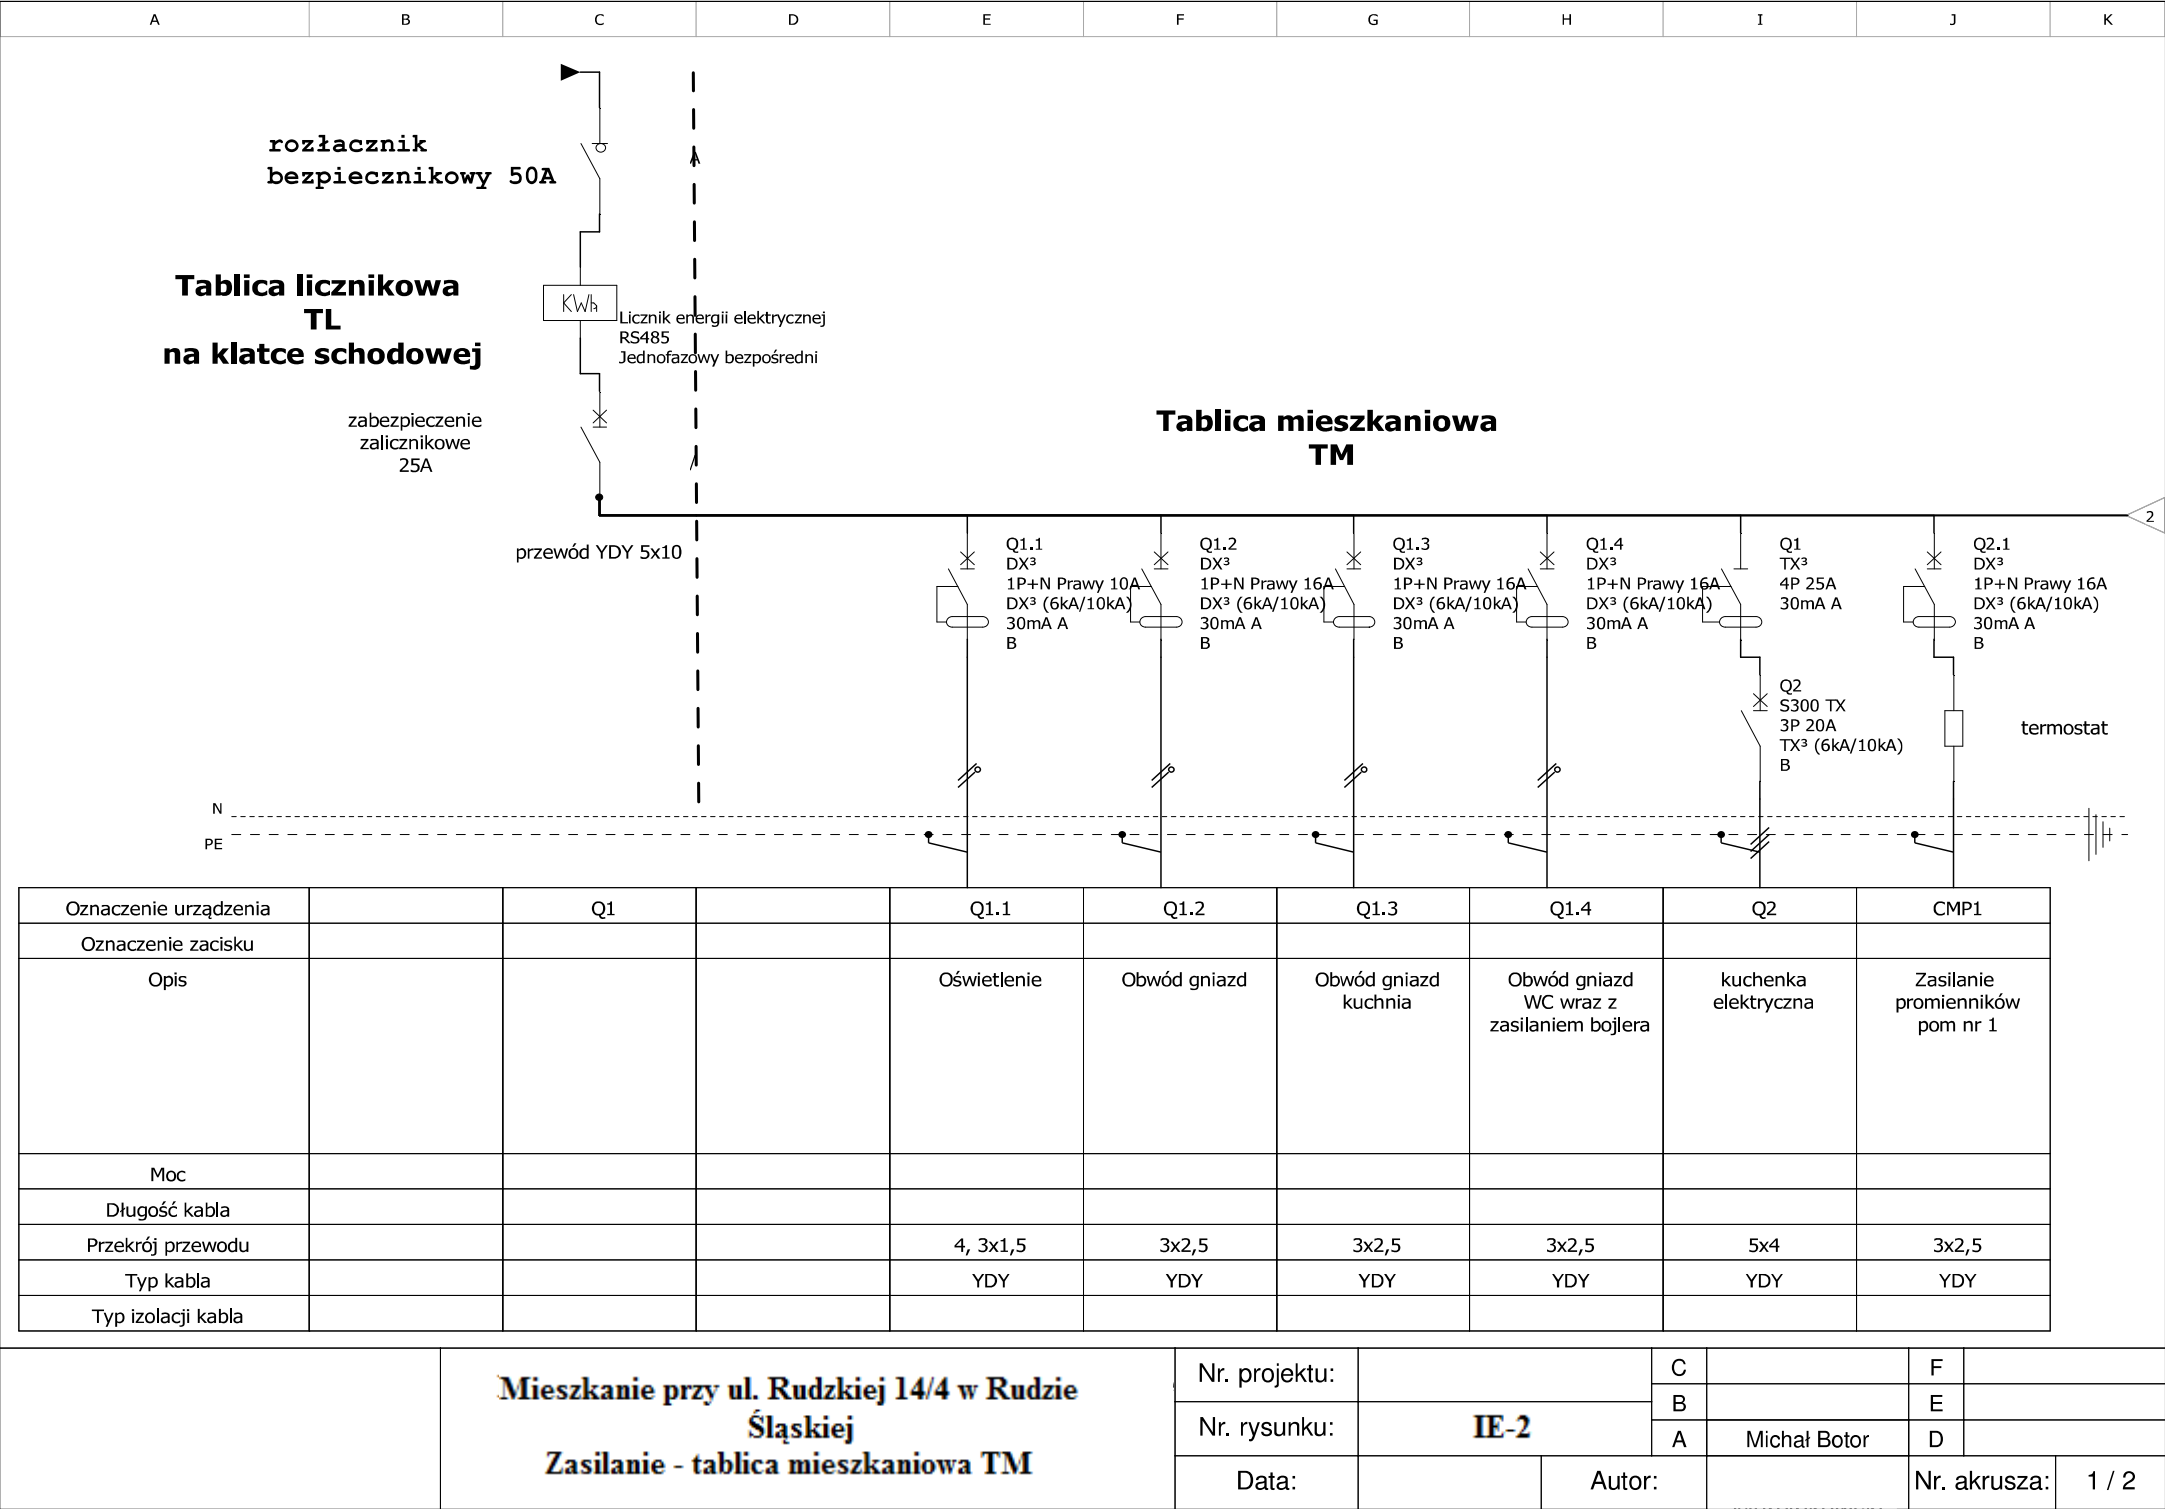 A B C D E F G H I J K
rozłacznik
bezpiecznikowy 50A
Tablica licznikowa
TL
na klatce schodowej
KWh
Licznik energii elektrycznej
RS485
Jednofazowy bezpośredni
zabezpieczenie
zalicznikowe
25A
Tablica mieszkaniowa
TM
2
przewód YDY 5x10
Q1.1
DX³
1P+N Prawy 10A
DX³ (6kA/10kA)
30mA A
B
Q1.2
DX³
1P+N Prawy 16A
DX³ (6kA/10kA)
30mA A
B
Q1.3
DX³
1P+N Prawy 16A
DX³ (6kA/10kA)
30mA A
B
Q1.4
DX³
1P+N Prawy 16A
DX³ (6kA/10kA)
30mA A
B
Q1
TX³
4P 25A
30mA A
Q2
S300 TX
3P 20A
TX³ (6kA/10kA)
B
Q2.1
DX³
1P+N Prawy 16A
DX³ (6kA/10kA)
30mA A
B
termostat
N
PE
Oznaczenie urządzenia Q1 Q1.1 Q1.2 Q1.3 Q1.4 Q2 CMP1
Oznaczenie zacisku
Opis
Oświetlenie
Obwód gniazd
Obwód gniazd
kuchnia
Obwód gniazd
WC wraz z
zasilaniem bojlera
kuchenka
elektryczna
Zasilanie
promienników
pom nr 1
Moc
Długość kabla
Przekrój przewodu 4, 3x1,5 3x2,5 3x2,5 3x2,5 5x4 3x2,5
Typ kabla YDY YDY YDY YDY YDY YDY
Typ izolacji kabla
Mieszkanie przy ul. Rudzkiej 14/4 w Rudzie
Śląskiej
Zasilanie - tablica mieszkaniowa TM
Nr. projektu:
Nr. rysunku: IE-2
Data:
Autor:
C F
B E
A Michał Botor D
Nr. akrusza: 1 / 2